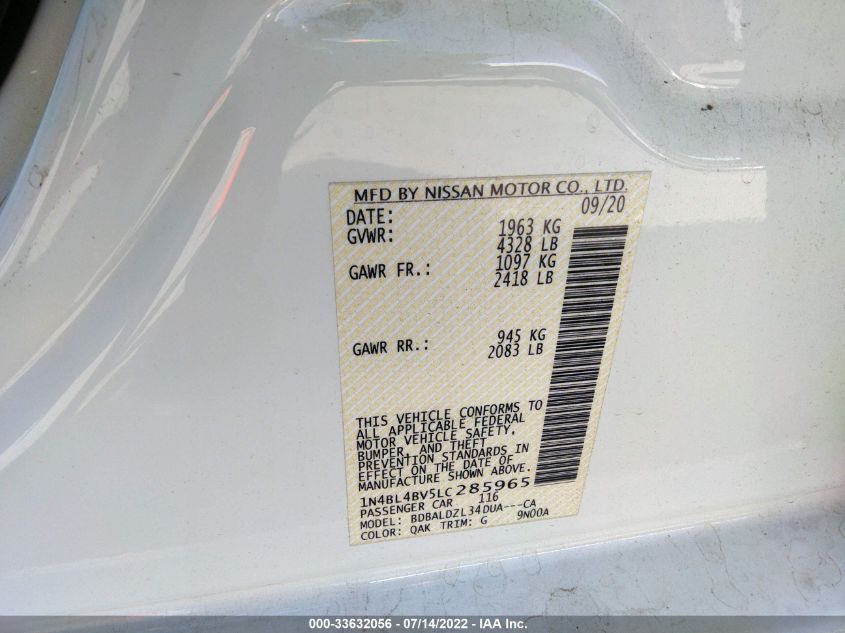 MFD BY NISSAN MOTOR CO., LTD.
DATE: 09/20
GVWR: 1963 KG
4328 LB
GAWR FR.: 1097 KG
2418 LB
GAWR RR.: 945 KG
2083 LB
THIS VEHICLE CONFORMS TO
ALL APPLICABLE FEDERAL
MOTOR VEHICLE SAFETY,
BUMPER, AND THEFT
PREVENTION STANDARDS IN
EFFECT ON THE DATE OF
MANUFACTURE SHOWN ABOVE.
1N4BL4BV5LC285965
PASSENGER CAR 116
MODEL: BDBALDZL34DUA---CA
COLOR: QAK TRIM: G 9N00A
000-33632056 / 07/14/2022 - IAA Inc.